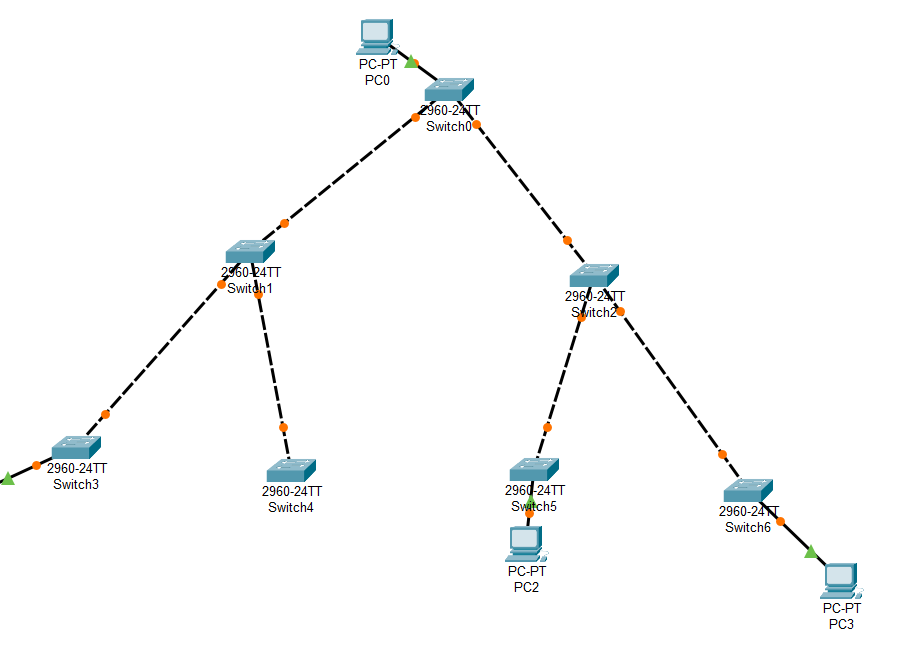 PC-PT
PC0
2960-24TT
Switch0
2960-24TT
Switch1
2960-24TT
Switch2
2960-24TT
Switch3
2960-24TT
Switch4
2960-24TT
Switch5
2960-24TT
Switch6
PC-PT
PC2
PC-PT
PC3